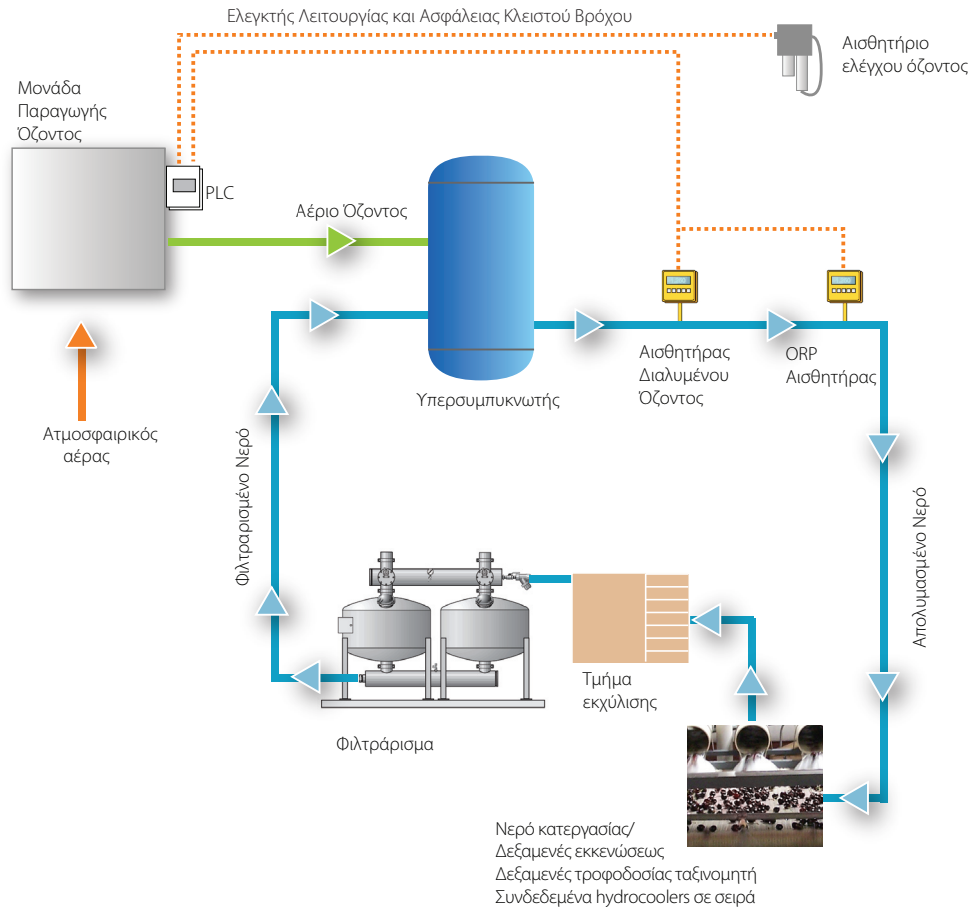 Ελεγκτής Λειτουργίας και Ασφάλειας Κλειστού Βρόχου
Αισθητήριο
ελέγχου όζοντος
Μονάδα
Παραγωγής
Όζοντος
PLC
Αέριο Όζοντος
Αισθητήρας
Διαλυμένου
Όζοντος
ORP
Αισθητήρας
Υπερσυμπυκνωτής
Ατμοσφαιρικός
αέρας
Φιλτραρισμένο Νερό
Απολυμασμένο Νερό
Τμήμα
εκχύλισης
Φιλτράρισμα
Νερό κατεργασίας/
Δεξαμενές εκκενώσεως
Δεξαμενές τροφοδοσίας ταξινομητή
Συνδεδεμένα hydrocoolers σε σειρά